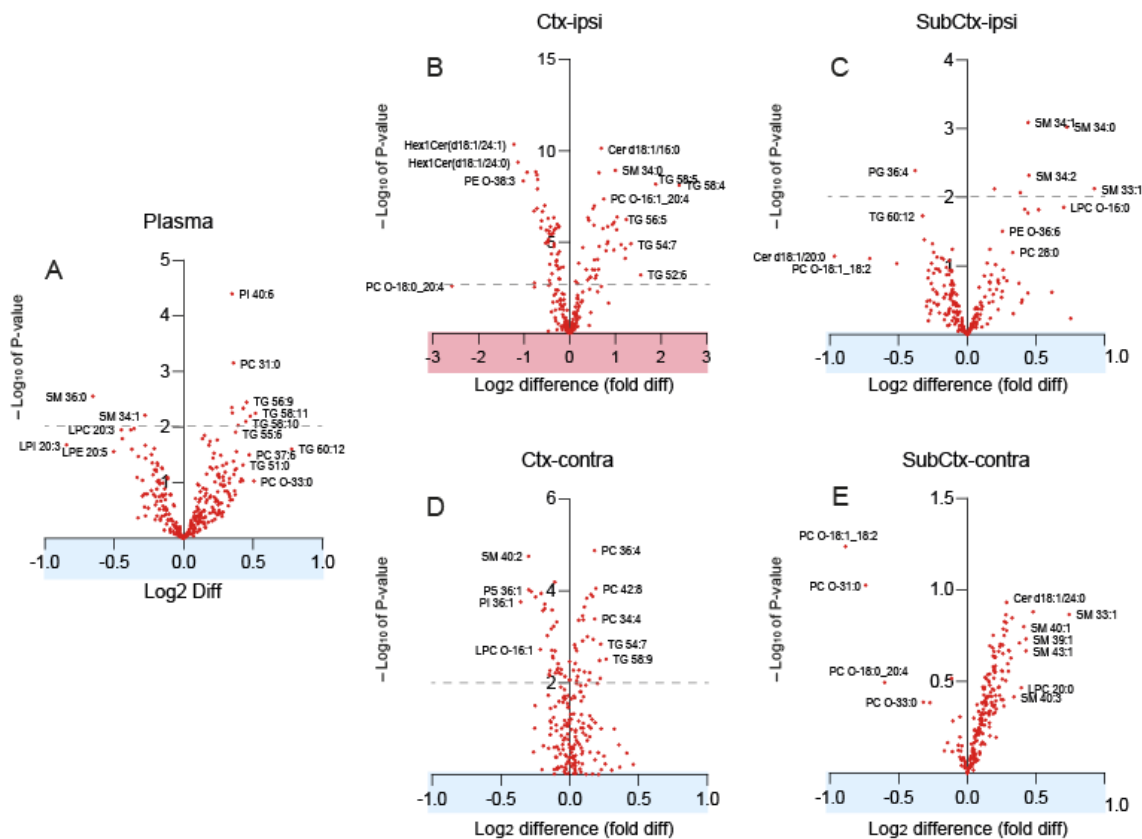 Plasma
A
5
4
3
2
1
PI 40:6
PC 31:0
SM 36:0
SM 34:1
LPC 20:3
LPI 20:3
LPE 20:5
TG 56:9
TG 58:11
TG 58:10
TG 55:6
TG 60:12
PC 37:6
TG 51:0
PC O-33:0
– Log10 of P-value
-1.0 -0.5 0.0 0.5 1.0
Log2 Diff
Ctx-ipsi
B
15
10
5
Hex1Cer(d18:1/24:1)
Hex1Cer(d18:1/24:0)
PE O-38:3
PC O-18:0_20:4
Cer d18:1/16:0
SM 34:0
TG 58:5
TG 58:4
PC O-16:1_20:4
TG 56:5
TG 54:7
TG 52:6
– Log10 of P-value
-3 -2 -1 0 1 2 3
Log2 difference (fold diff)
SubCtx-ipsi
C
4
3
2
1
SM 34:1
SM 34:0
PG 36:4
SM 34:2
SM 33:1
LPC O-16:0
TG 60:12
PE O-36:6
PC 28:0
Cer d18:1/20:0
PC O-18:1_18:2
– Log10 of P-value
-1.0 -0.5 0.0 0.5 1.0
Log2 difference (fold diff)
Ctx-contra
D
6
4
2
SM 40:2
PS 36:1
PI 36:1
LPC O-16:1
PC 36:4
PC 42:8
PC 34:4
TG 54:7
TG 58:9
– Log10 of P-value
-1.0 -0.5 0.0 0.5 1.0
Log2 difference (fold diff)
SubCtx-contra
E
1.5
1.0
0.5
PC O-18:1_18:2
PC O-31:0
PC O-18:0_20:4
PC O-33:0
Cer d18:1/24:0
SM 33:1
SM 40:1
SM 39:1
SM 43:1
LPC 20:0
SM 40:3
– Log10 of P-value
-1.0 -0.5 0.0 0.5 1.0
Log2 difference (fold diff)